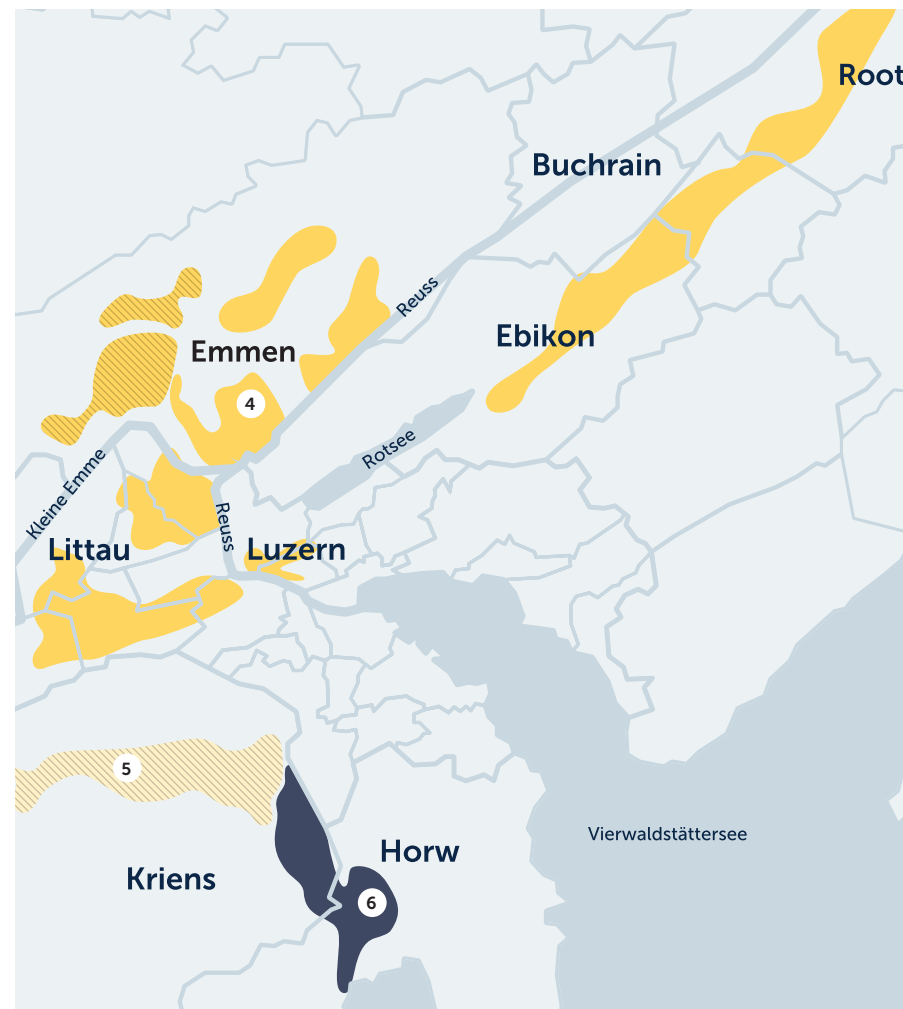 Root
Buchrain
Reuss
Ebikon
Emmen
4
Rotsee
Kleine Emme
Reuss
Littau
Luzern
5
Vierwaldstättersee
Horw
Kriens
6